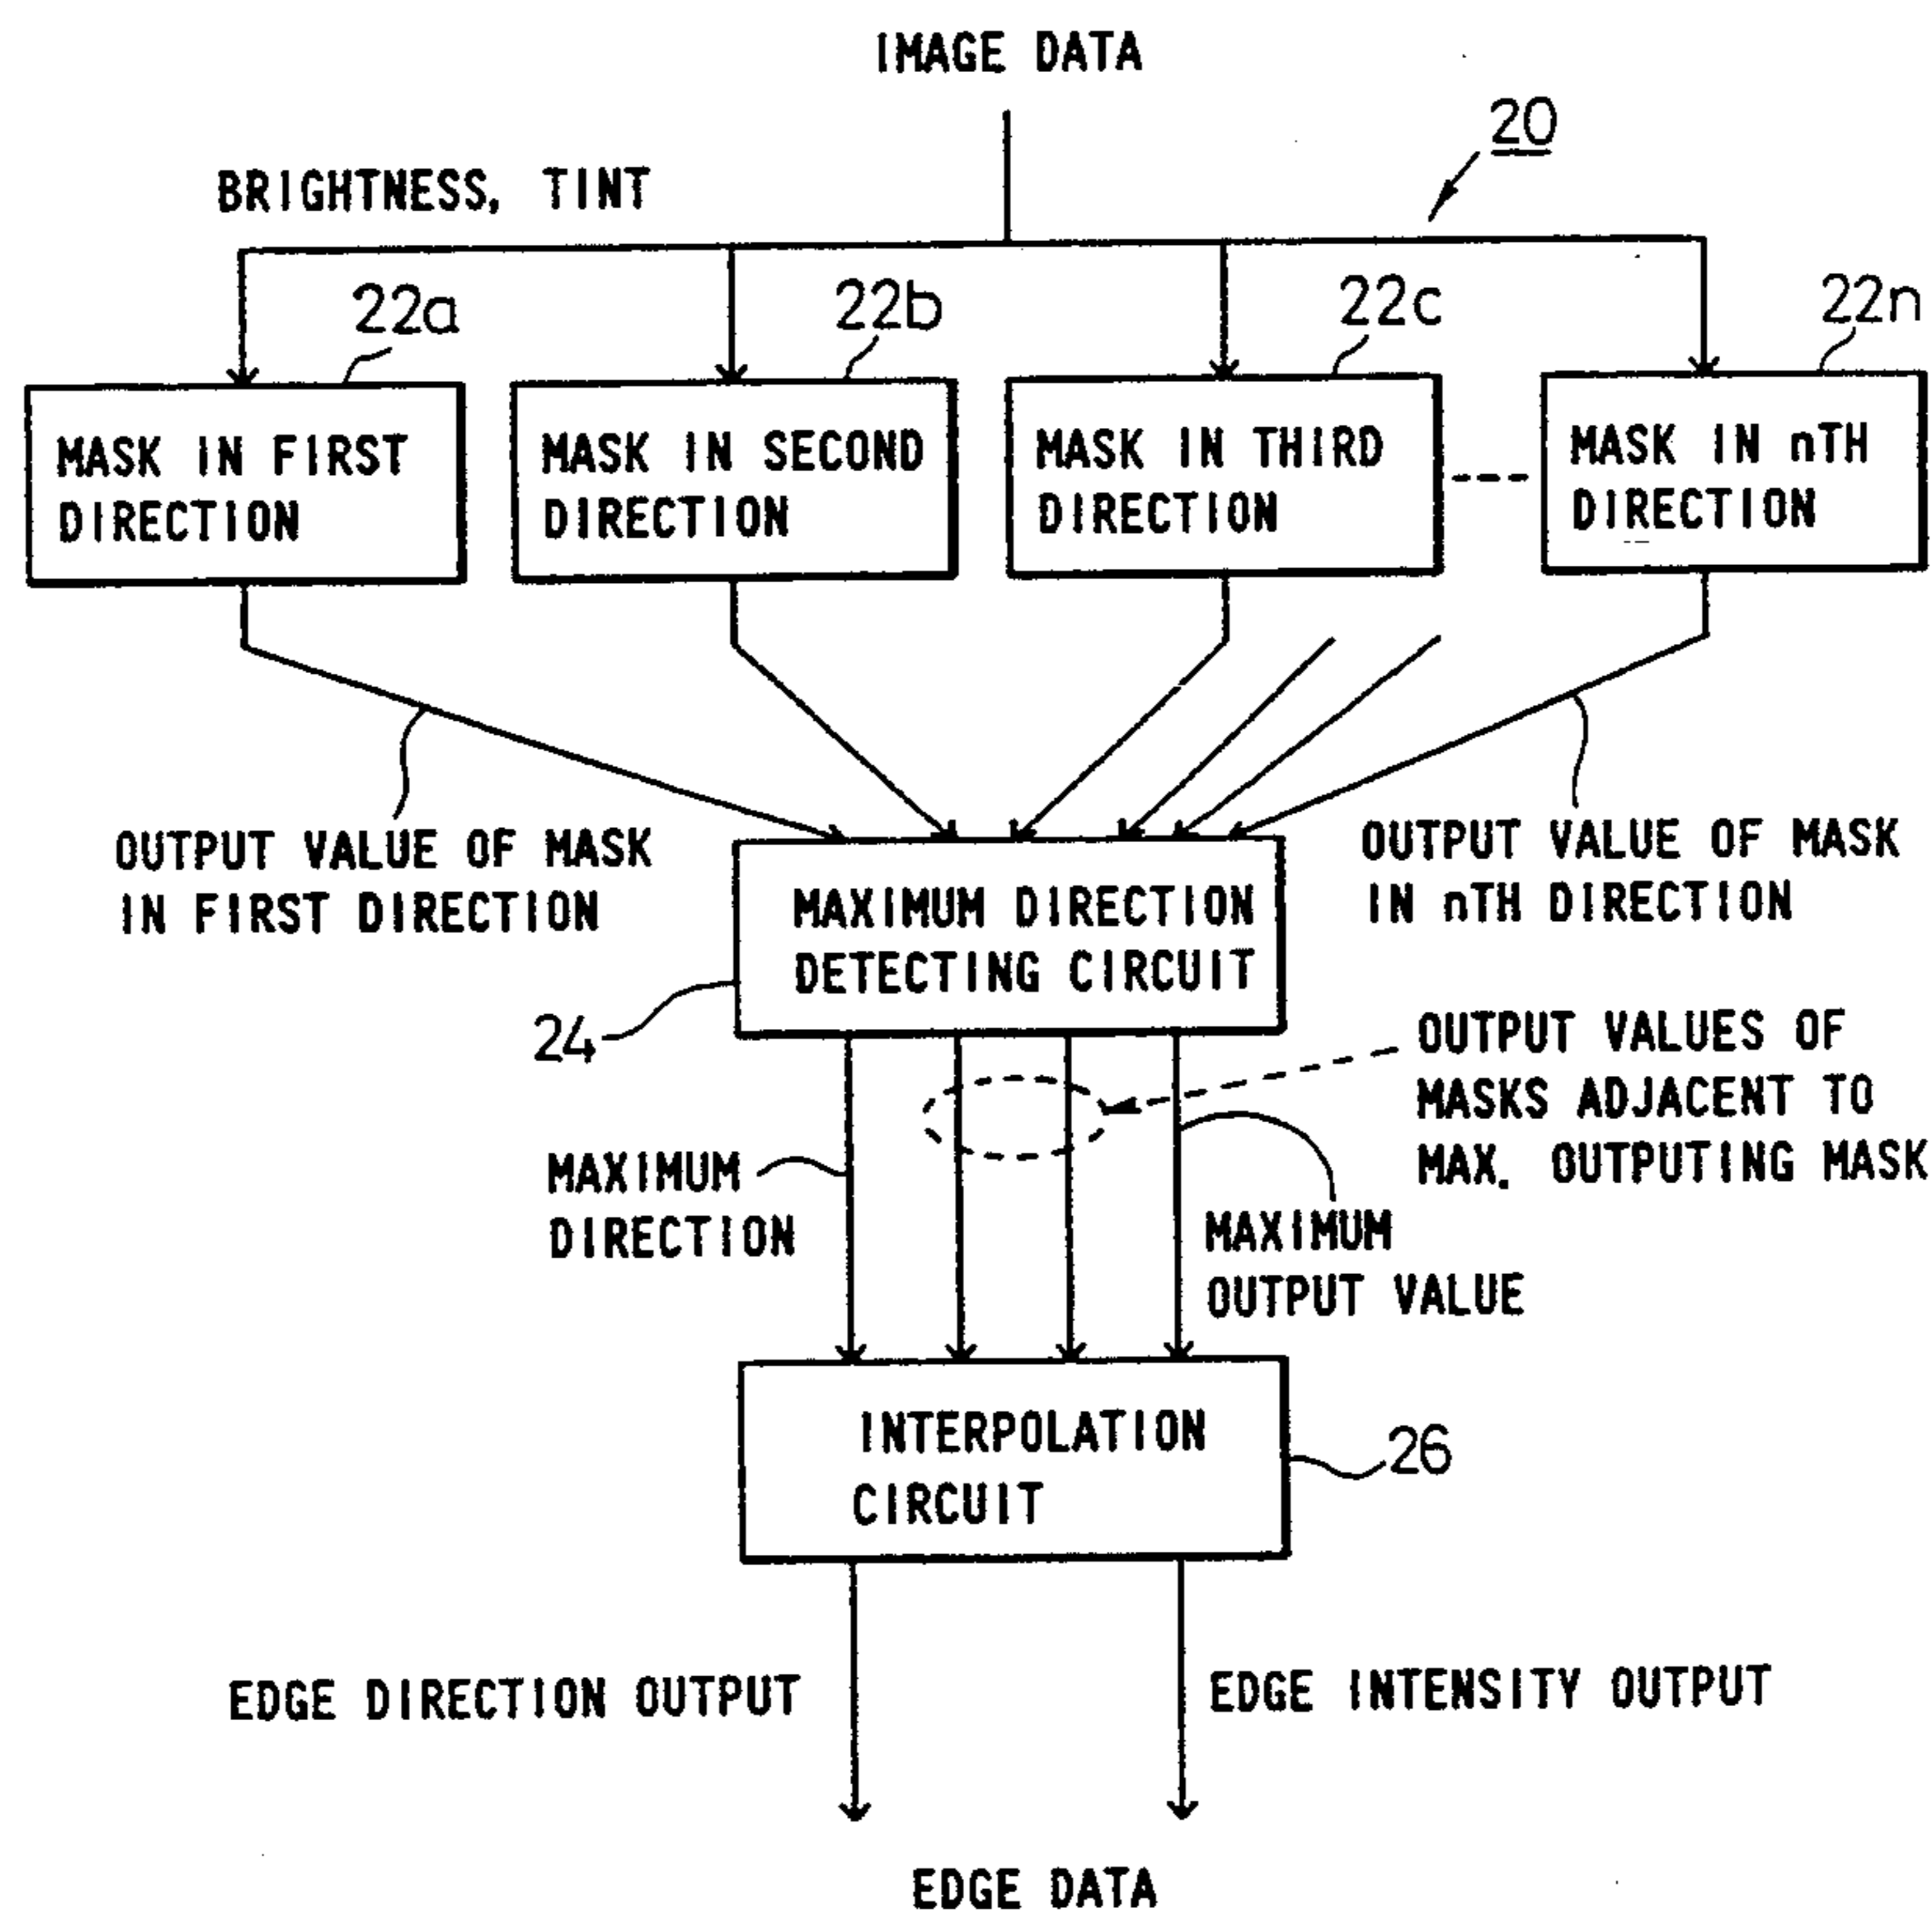 IMAGE DATA
20
BRIGHTNESS, TINT
22a
22b
22c
22n
MASK IN FIRST
DIRECTION
MASK IN SECOND
DIRECTION
MASK IN THIRD
DIRECTION
MASK IN nTH
DIRECTION
OUTPUT VALUE OF MASK
IN FIRST DIRECTION
OUTPUT VALUE OF MASK
IN nTH DIRECTION
MAXIMUM DIRECTION
DETECTING CIRCUIT
24
OUTPUT VALUES OF
MASKS ADJACENT TO
MAX. OUTPUTING MASK
MAXIMUM
DIRECTION
MAXIMUM
OUTPUT VALUE
INTERPOLATION
CIRCUIT
26
EDGE DIRECTION OUTPUT
EDGE INTENSITY OUTPUT
EDGE DATA